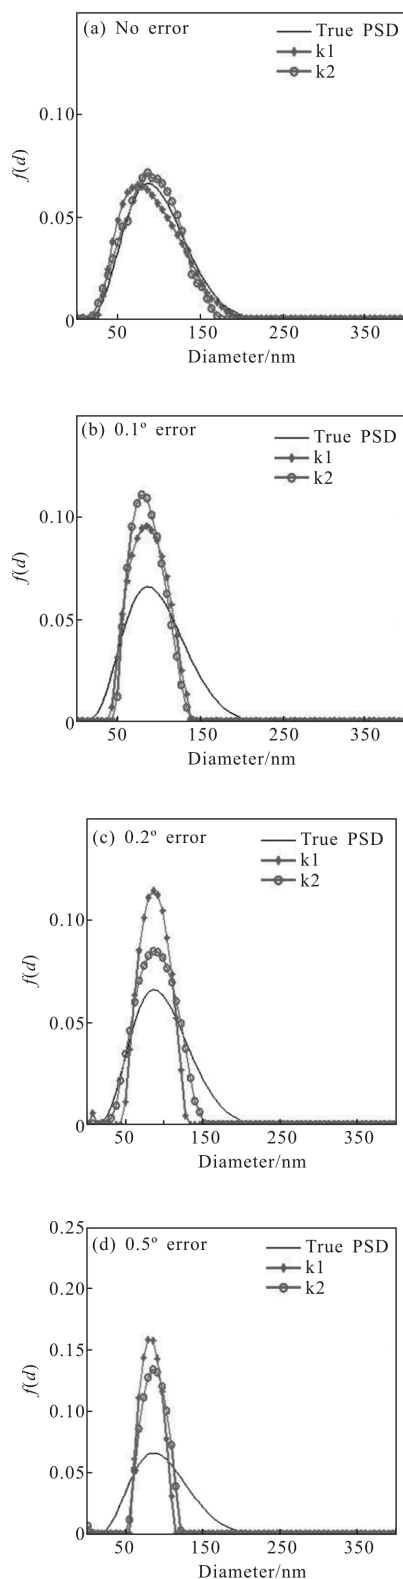 (a) No error
True PSD
k1
k2
0.10
0.05
0
f(d)
50 150 250 350
Diameter/nm
(b) 0.1° error
True PSD
k1
k2
0.10
0.05
0
f(d)
50 150 250 350
Diameter/nm
(c) 0.2° error
True PSD
k1
k2
0.10
0.05
0
f(d)
50 150 250 350
Diameter/nm
(d) 0.5° error
True PSD
k1
k2
0.25
0.20
0.15
0.10
0.05
0
f(d)
50 150 250 350
Diameter/nm